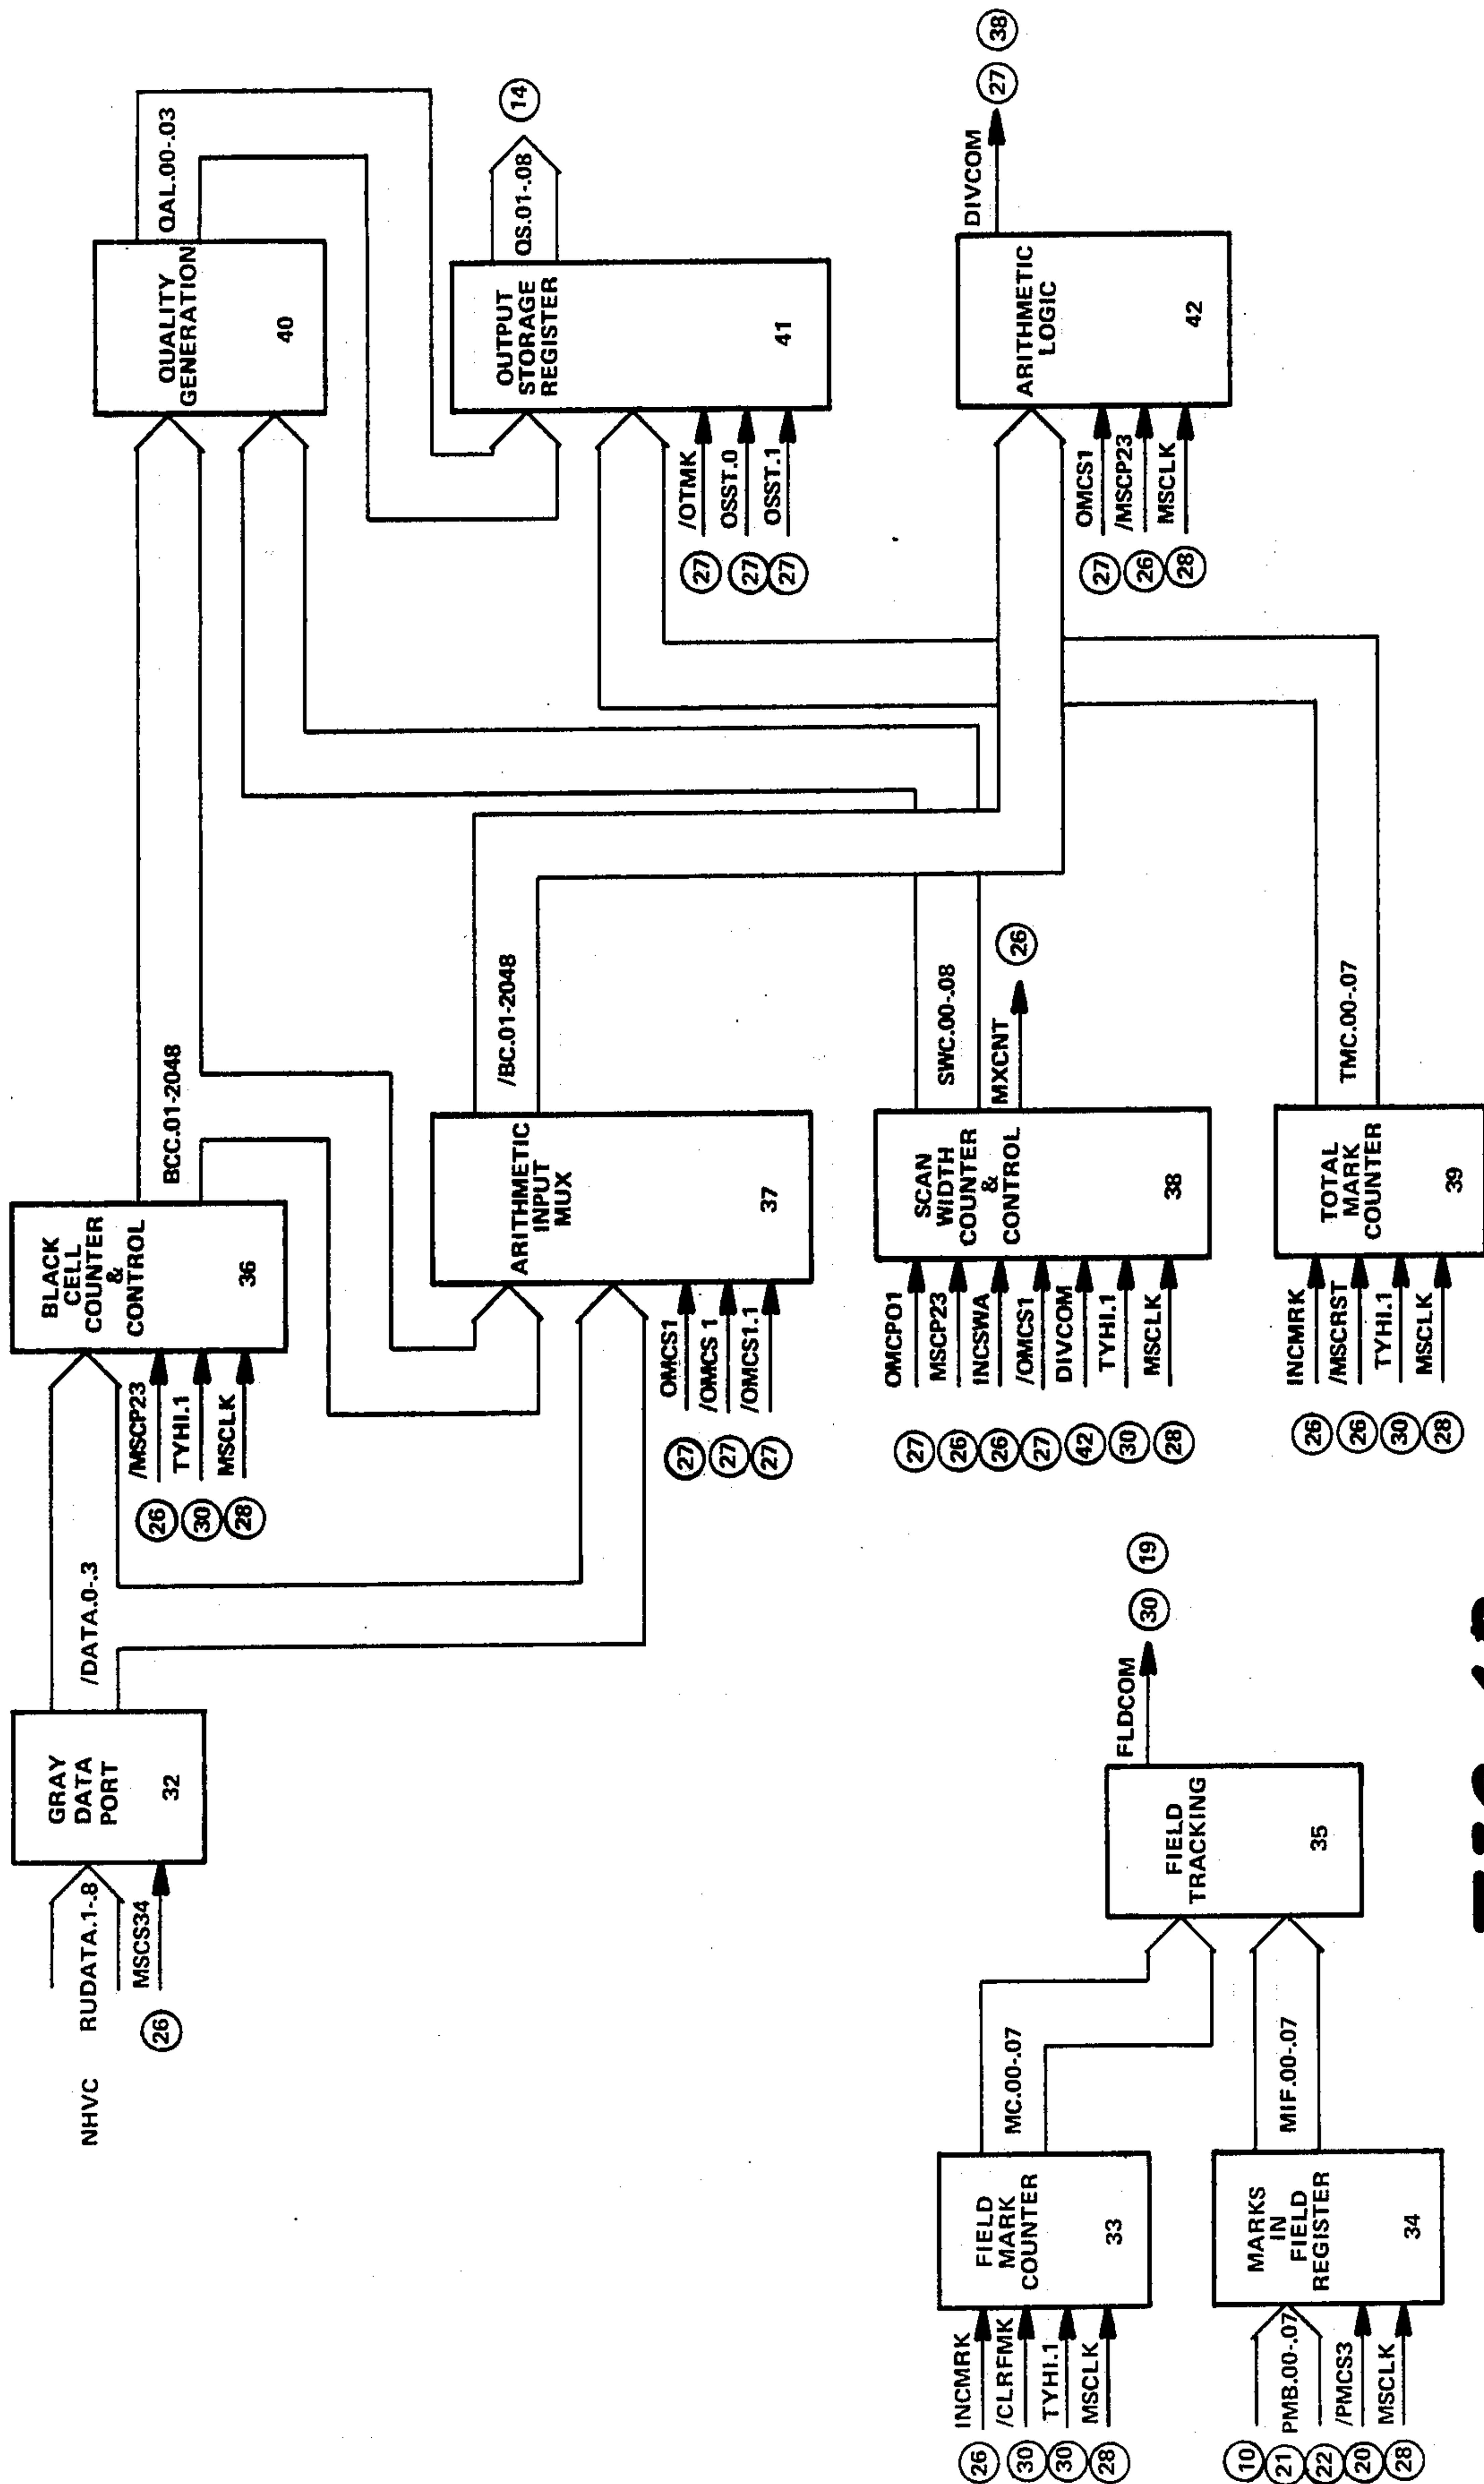 NHVC RUDATA.1-.8
MSCS34
26
GRAY
DATA
PORT
32
/DATA.0-.3
/MSCP23
TYHI.1
MSCLK
26
30
28
BLACK
CELL
COUNTER
&
CONTROL
36
BCC.01-2048
QUALITY
GENERATION
40
QAL.00-.03
OMCS1
/OMCS 1
/OMCS1.1
27
27
27
ARITHMETIC
INPUT
MUX
37
/BC.01-2048
/OTMK
OSST.0
OSST.1
27
27
27
OUTPUT
STORAGE
REGISTER
41
QS.01-.08
14
OMCPO1
MSCP23
INCSWA
/OMCS1
DIVCOM
TYHI.1
MSCLK
27
26
26
27
42
30
28
SCAN
WIDTH
COUNTER
&
CONTROL
38
SWC.00-.08
MXCNT
26
OMCS1
/MSCP23
MSCLK
27
26
28
ARITHMETIC
LOGIC
42
DIVCOM
27 38
INCMRK
/MSCRST
TYHI.1
MSCLK
26
26
30
28
TOTAL
MARK
COUNTER
39
TMC.00-.07
INCMRK
/CLRFMK
TYHI.1
MSCLK
26
30
30
28
FIELD
MARK
COUNTER
33
MC.00-.07
10
21
22
20
28
PMB.00-.07
/PMCS3
MSCLK
MARKS
IN
FIELD
REGISTER
34
MIF.00-.07
FIELD
TRACKING
35
FLDCOM
30 19